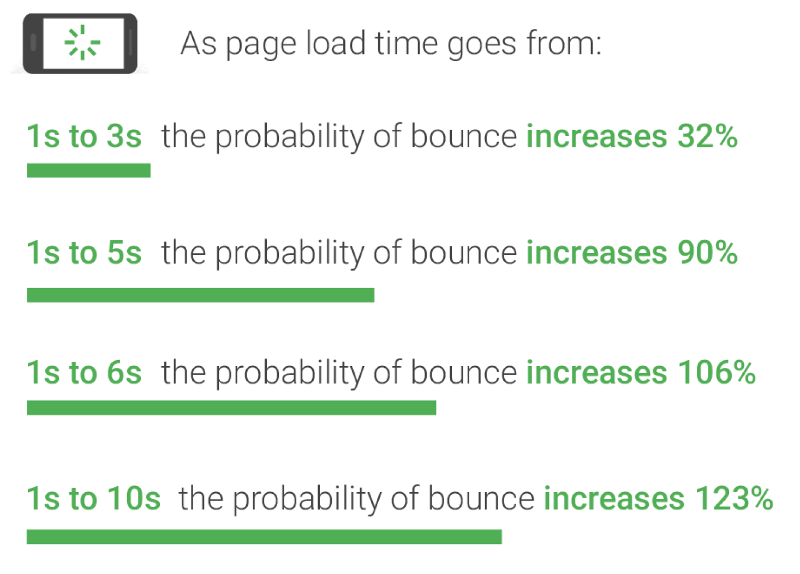 As page load time goes from:
1s to 3s the probability of bounce increases 32%
1s to 5s the probability of bounce increases 90%
1s to 6s the probability of bounce increases 106%
1s to 10s the probability of bounce increases 123%